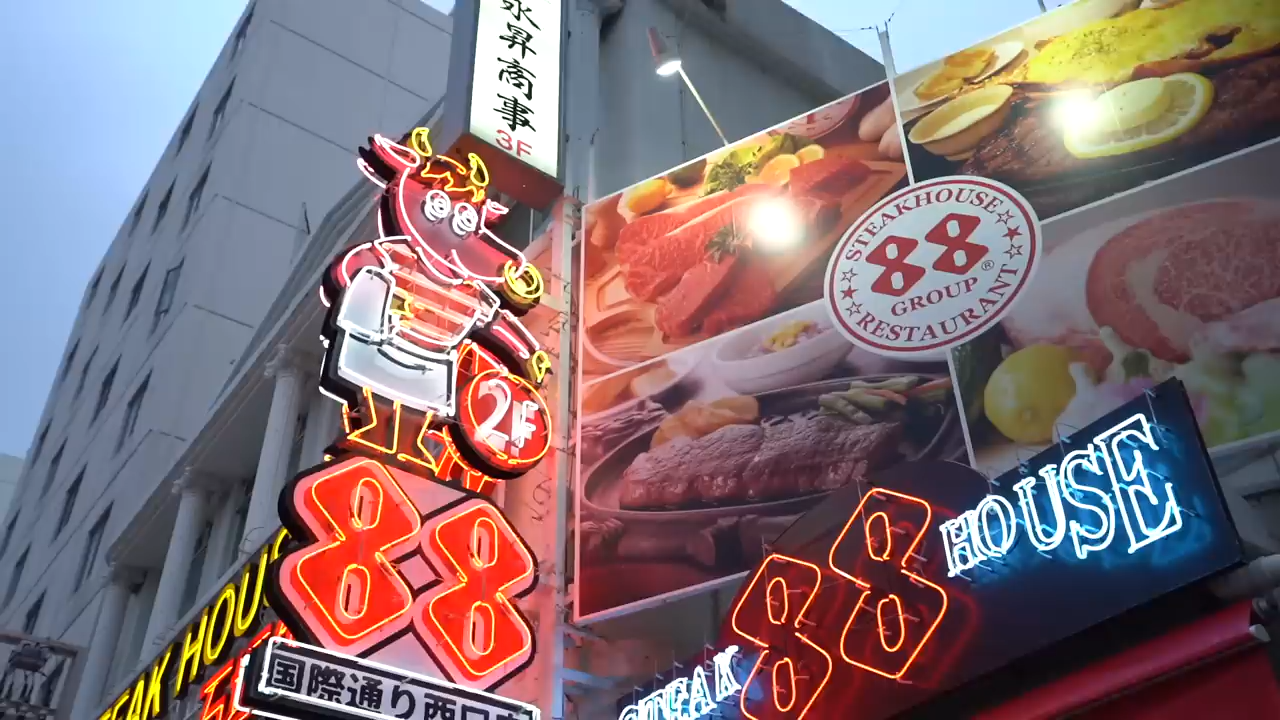 永昇商事
3F
2F
88
国際通り西口店
STEAK HOUSE
STEAKHOUSE
88
®
GROUP
RESTAURANT
STEAK 88 HOUSE